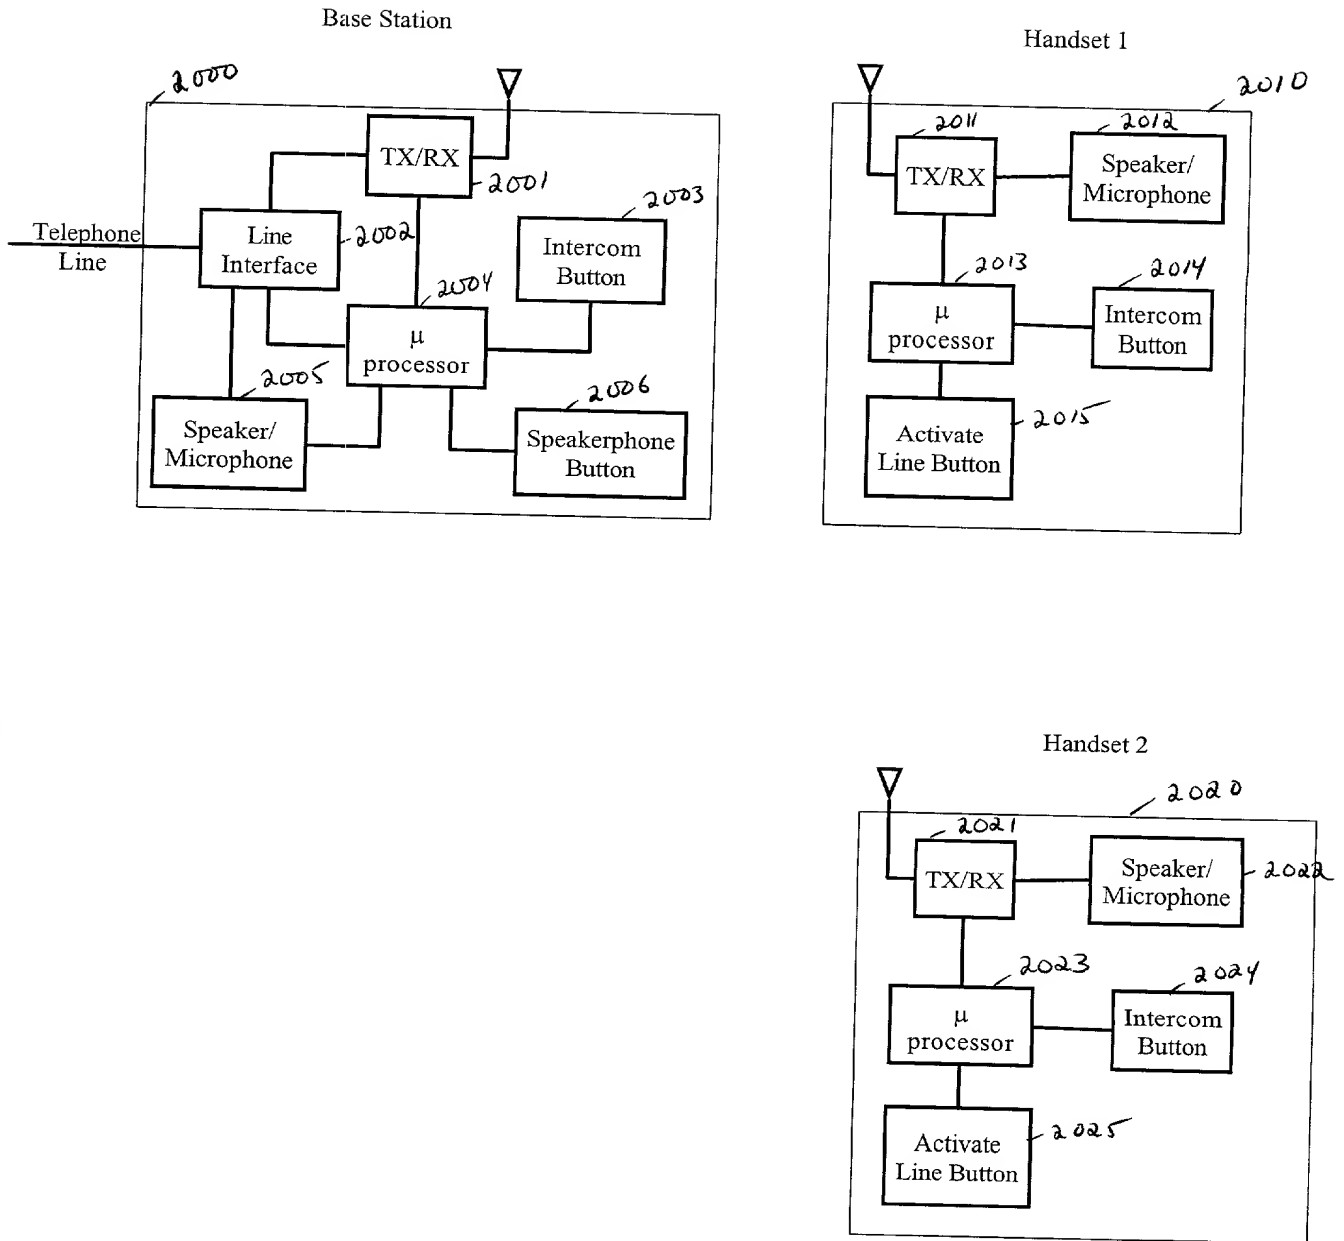 Base Station
2000
TX/RX
2001
Telephone
Line
Line
Interface
2002
2003
Intercom
Button
2004
μ
processor
2005
Speaker/
Microphone
2006
Speakerphone
Button
Handset 1
2010
2011
TX/RX
2012
Speaker/
Microphone
2013
μ
processor
2014
Intercom
Button
Activate
Line Button
2015
Handset 2
2020
2021
TX/RX
Speaker/
Microphone
2022
2023
μ
processor
2024
Intercom
Button
Activate
Line Button
2025